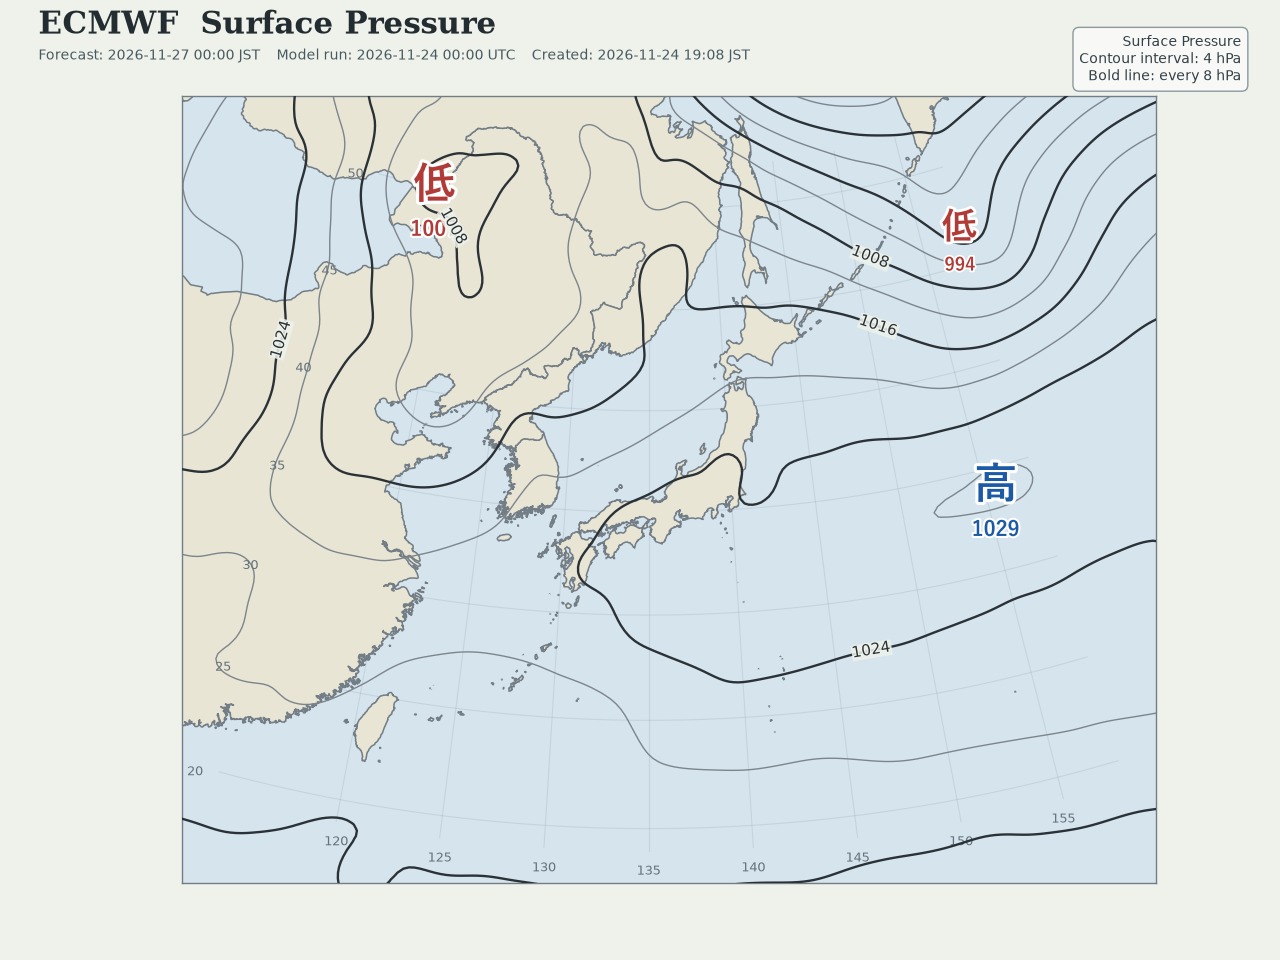 ECMWF  Surface Pressure
Forecast: 2026-11-27 00:00 JST    Model run: 2026-11-24 00:00 UTC    Created: 2026-11-24 19:08 JST
Surface Pressure
Contour interval: 4 hPa
Bold line: every 8 hPa
50
低
100
1008
低
994
1008
45
1016
1024
40
35
高
1029
30
1024
25
20
120
125
130
135
140
145
150
155